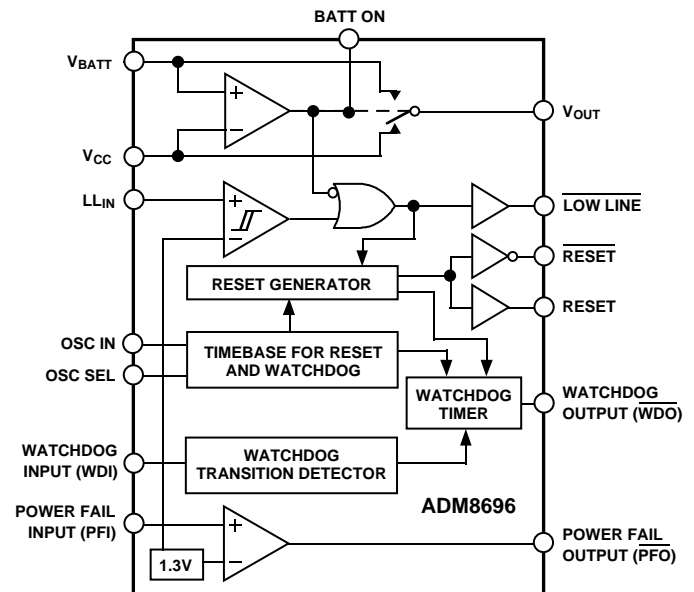 BATT ON
VBATT
VOUT
VCC
LLIN
LOW LINE
RESET
RESET GENERATOR
RESET
OSC IN
TIMEBASE FOR RESET
AND WATCHDOG
OSC SEL
WATCHDOG
TIMER
WATCHDOG
OUTPUT (WDO)
WATCHDOG
INPUT (WDI)
WATCHDOG
TRANSITION DETECTOR
ADM8696
POWER FAIL
INPUT (PFI)
1.3V
POWER FAIL
OUTPUT (PFO)